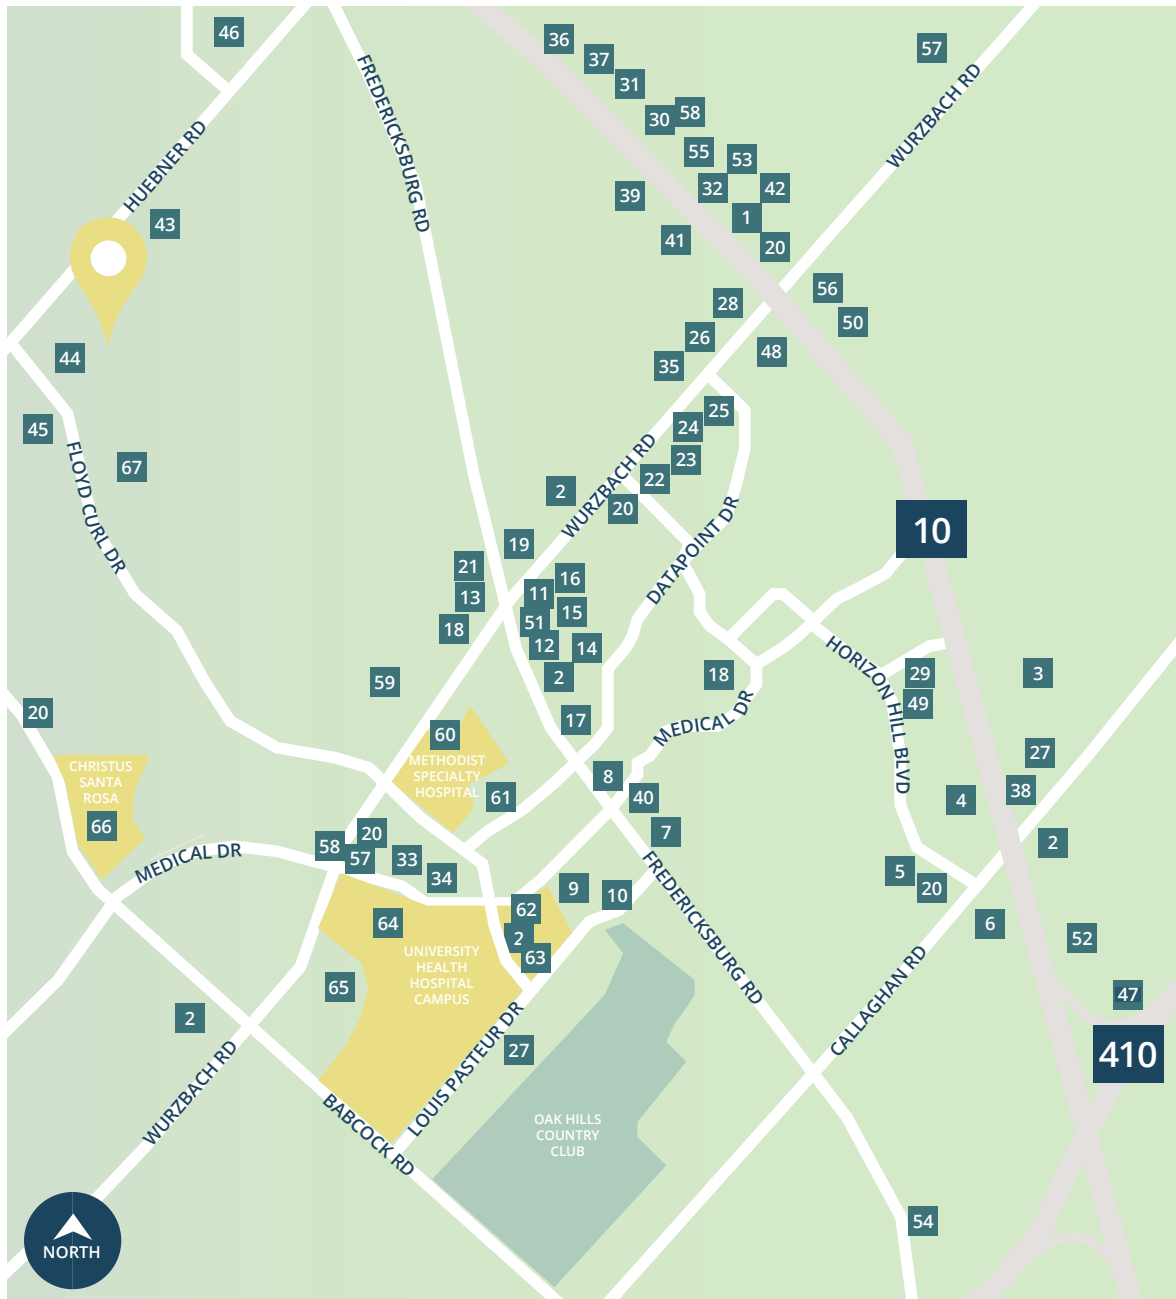 46
36
37
57
31
30
58
FREDERICKSBURG RD
WURZBACH RD
HUEBNER RD
55
53
32
42
39
43
1
41
20
56
28
50
26
48
44
35
25
45
24
67
23
22
WURZBACH RD
2
20
FLOYD CURL DR
10
19
DATAPOINT DR
21
16
13
11
15
51
18
12
14
HORIZON HILL BLVD
2
18
29
3
59
49
20
17
MEDICAL DR
60
27
METHODIST
SPECIALTY
HOSPITAL
CHRISTUS
SANTA
ROSA
8
61
40
38
4
66
20
7
58
57
33
2
MEDICAL DR
34
5
9
20
10
62
64
6
FREDERICKSBURG RD
2
52
63
UNIVERSITY
HEALTH
HOSPITAL
CAMPUS
65
47
CALLAGHAN RD
2
27
410
LOUIS PASTEUR DR
WURZBACH RD
BABCOCK RD
OAK HILLS
COUNTRY
CLUB
54
NORTH